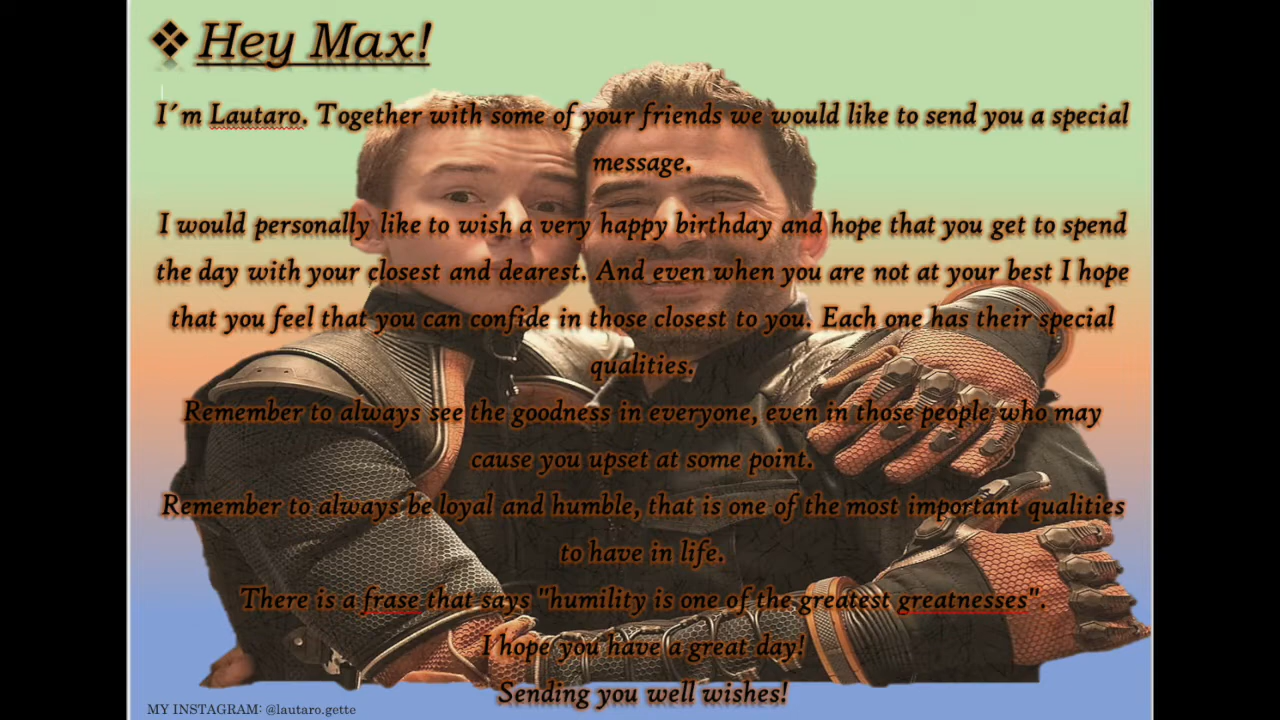 ❖Hey Max!
I´m Lautaro. Together with some of your friends we would like to send you a special
message.
I would personally like to wish a very happy birthday and hope that you get to spend
the day with your closest and dearest. And even when you are not at your best I hope
that you feel that you can confide in those closest to you. Each one has their special
qualities.
Remember to always see the goodness in everyone, even in those people who may
cause you upset at some point.
Remember to always be loyal and humble, that is one of the most important qualities
to have in life.
There is a frase that says "humility is one of the greatest greatnesses".
I hope you have a great day!
Sending you well wishes!
MY INSTAGRAM: @lautaro.gette